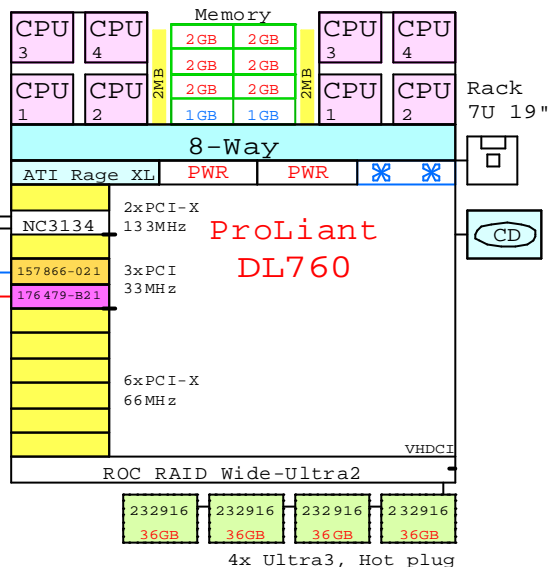 Memory
CPU
3
CPU
4
2GB 2GB
2GB 2GB
2GB 2GB
1GB 1GB
2MB
2MB
CPU
3
CPU
4
CPU
1
CPU
2
CPU
1
CPU
2
Rack
7U 19"
8-Way
ATI Rage XL
PWR
PWR
NC3134
2xPCI-X
133MHz
ProLiant
DL760
CD
157866-021
176479-B21
3xPCI
33MHz
6xPCI-X
66MHz
VHDCI
ROC RAID Wide-Ultra2
232916
36GB
232916
36GB
232916
36GB
232916
36GB
4x Ultra3, Hot plug